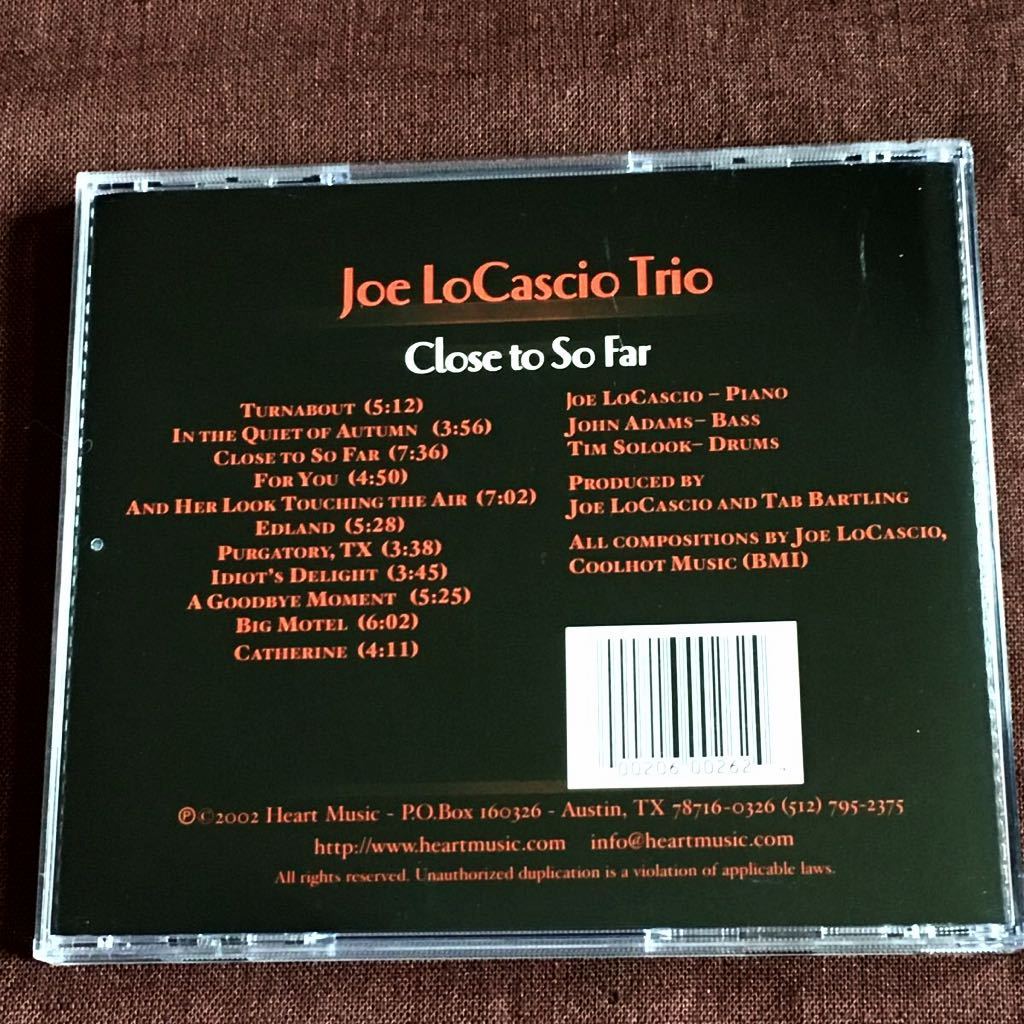 Joe LoCascio Trio
Close to So Far
Turnabout (5:12)
In the Quiet of Autumn (3:56)
Close to So Far (7:36)
For You (4:50)
And Her Look Touching the Air (7:02)
Edland (5:28)
Purgatory, TX (3:38)
Idiot's Delight (3:45)
A Goodbye Moment (5:25)
Big Motel (6:02)
Catherine (4:11)
Joe LoCascio – Piano
John Adams– Bass
Tim Solook– Drums
Produced by
Joe LoCascio and Tab Bartling
All compositions by Joe LoCascio,
Coolhot Music (BMI)
00206 00262
℗©2002 Heart Music - P.O.Box 160326 - Austin, TX 78716-0326 (512) 795-2375
http://www.heartmusic.com info@heartmusic.com
All rights reserved. Unauthorized duplication is a violation of applicable laws.